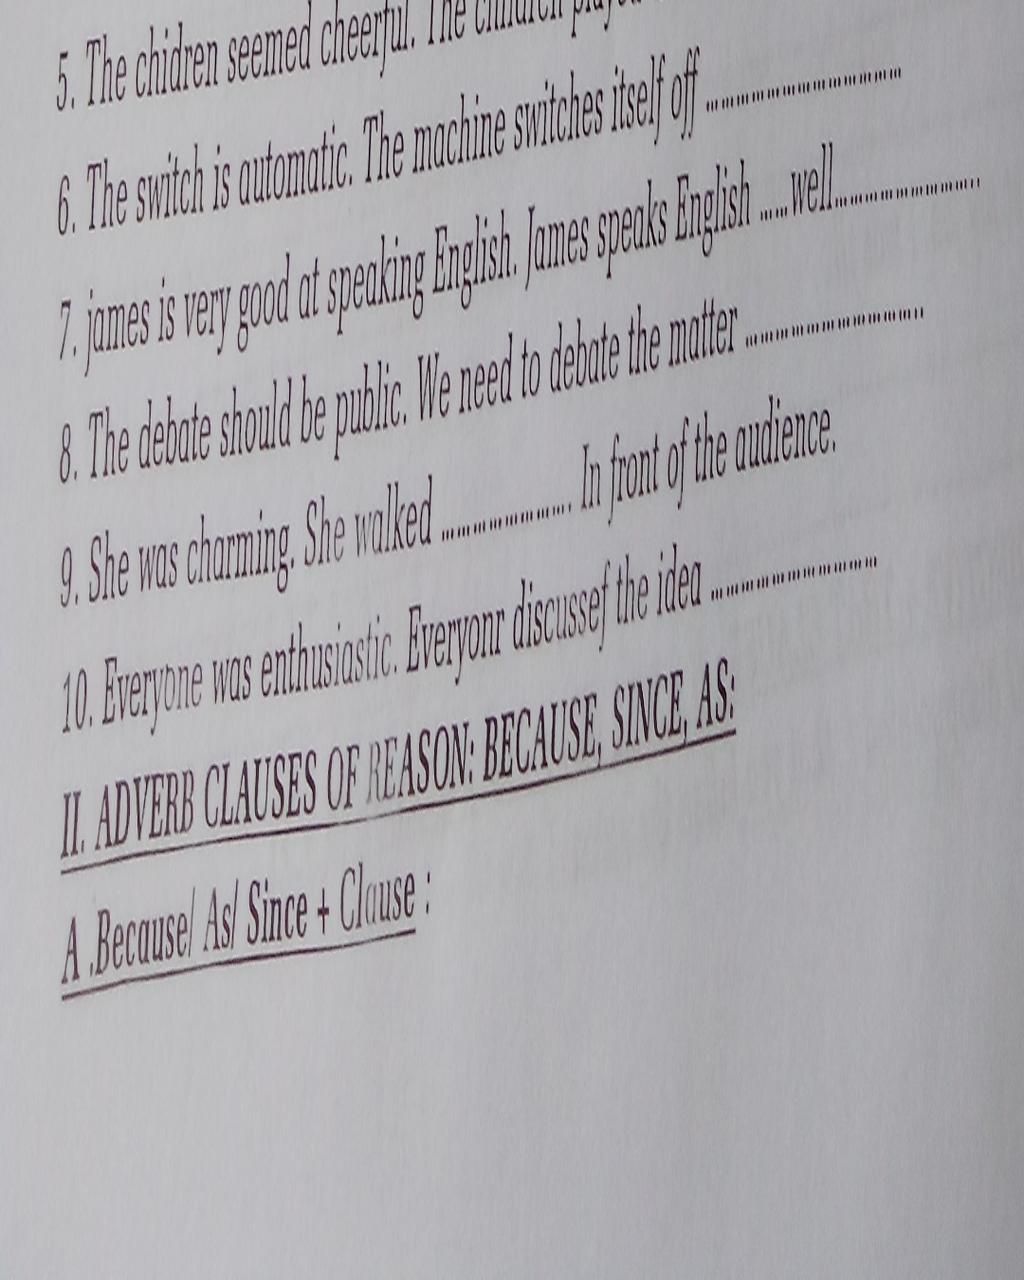 5. The chidren seemed cheerful. The children
6. The switch is automatic. The machine switches itself off ..............................
7. james is very good at speaking English. James speaks English .....well.........................
8. The debate should be public. We need to debate the matter ..............................
9. She was charming. She walked ...................... In front of the audience.
10. Everyone was enthusiastic. Everyonr discussef the idea ..............................
II. ADVERB CLAUSES OF REASON: BECAUSE, SINCE, AS:
A .Because/ As/ Since + Clause :